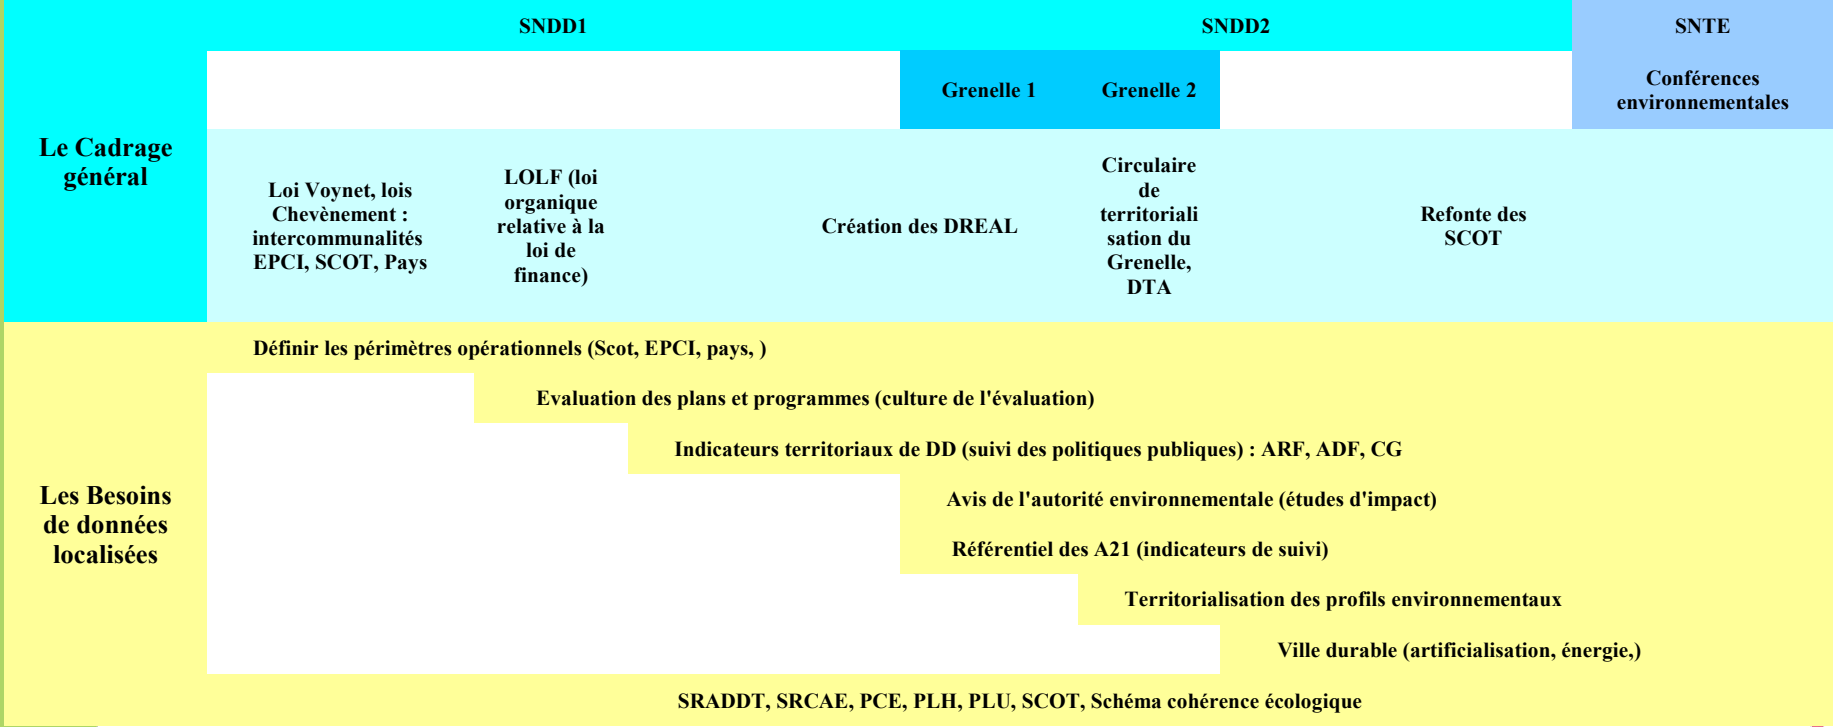 SNDD1
SNDD2
SNTE
Grenelle 1
Grenelle 2
Conférences
environnementales
Le Cadrage
général
Loi Voynet, lois
Chevènement :
intercommunalités
EPCI, SCOT, Pays
LOLF (loi
organique
relative à la
loi de
finance)
Création des DREAL
Circulaire
de
territoriali
sation du
Grenelle,
DTA
Refonte des
SCOT
Les Besoins
de données
localisées
Définir les périmètres opérationnels (Scot, EPCI, pays, )
Evaluation des plans et programmes (culture de l'évaluation)
Indicateurs territoriaux de DD (suivi des politiques publiques) : ARF, ADF, CG
Avis de l'autorité environnementale (études d'impact)
Référentiel des A21 (indicateurs de suivi)
Territorialisation des profils environnementaux
Ville durable (artificialisation, énergie,)
SRADDT, SRCAE, PCE, PLH, PLU, SCOT, Schéma cohérence écologique